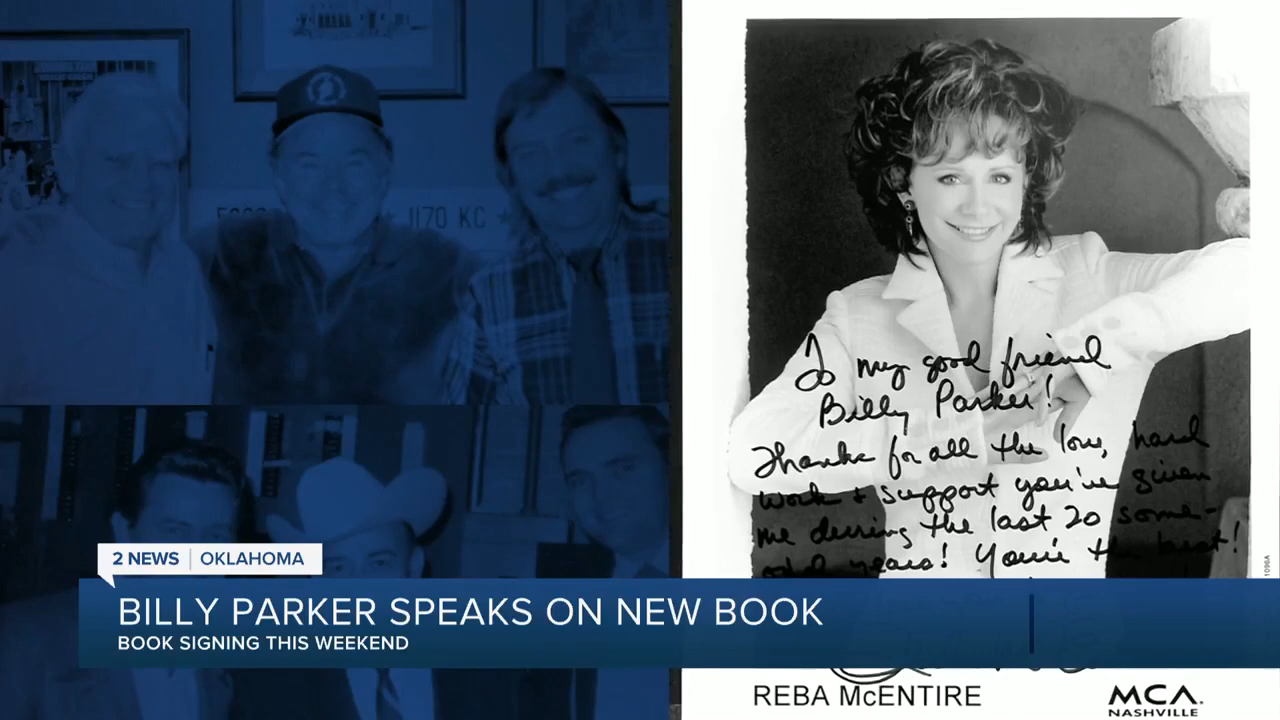 1170 KC
To my good friend
Billy Parker!
Thanks for all the love, hard
work & support you've given
me during the last 20 some-
odd years! You're the best!
2 NEWS | OKLAHOMA
BILLY PARKER SPEAKS ON NEW BOOK
BOOK SIGNING THIS WEEKEND
REBA McENTIRE
MCA
NASHVILLE